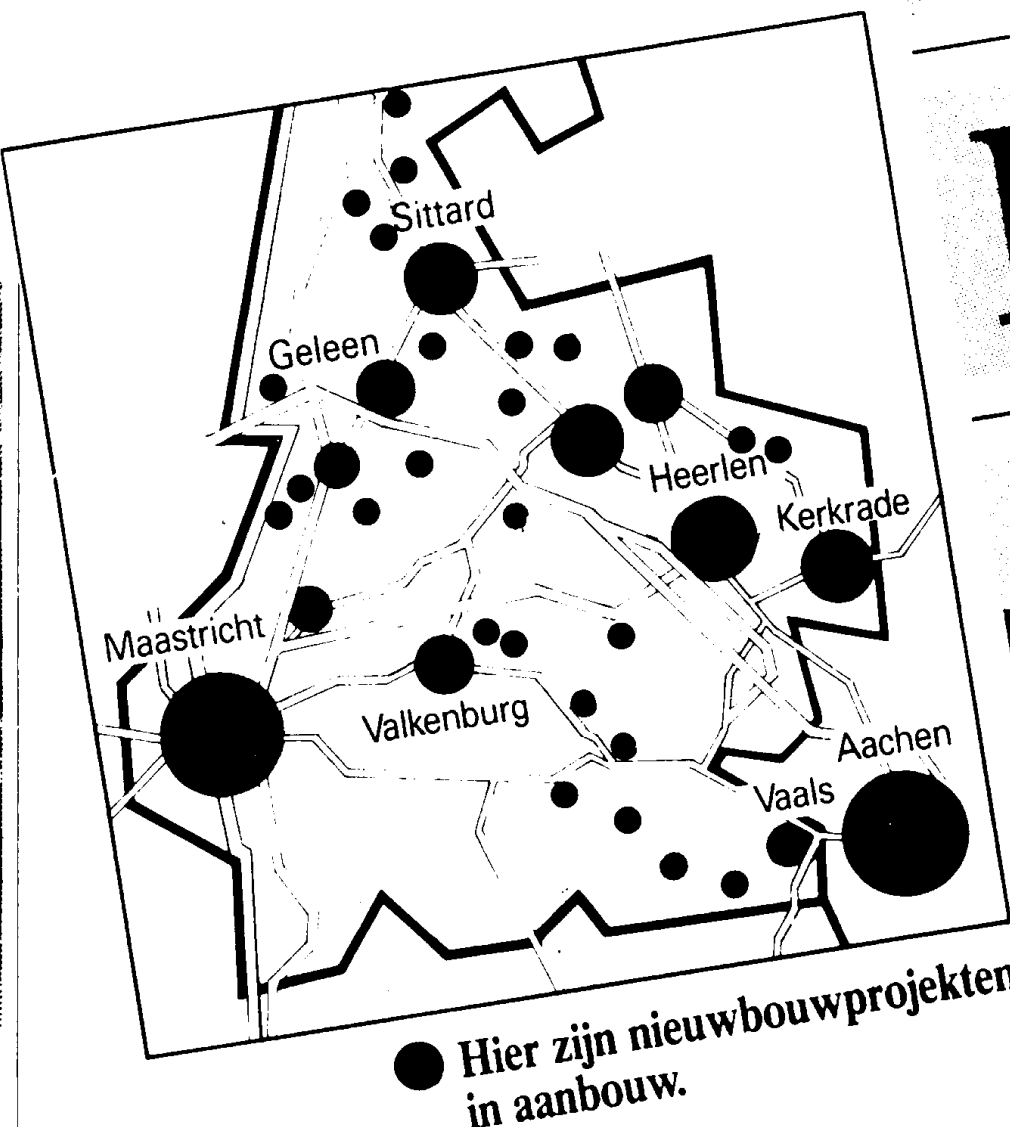 Sittard
Geleen
Heerlen
Kerkrade
Maastricht
Valkenburg
Aachen
Vaals
Hier zijn nieuwbouwprojekten
in aanbouw.